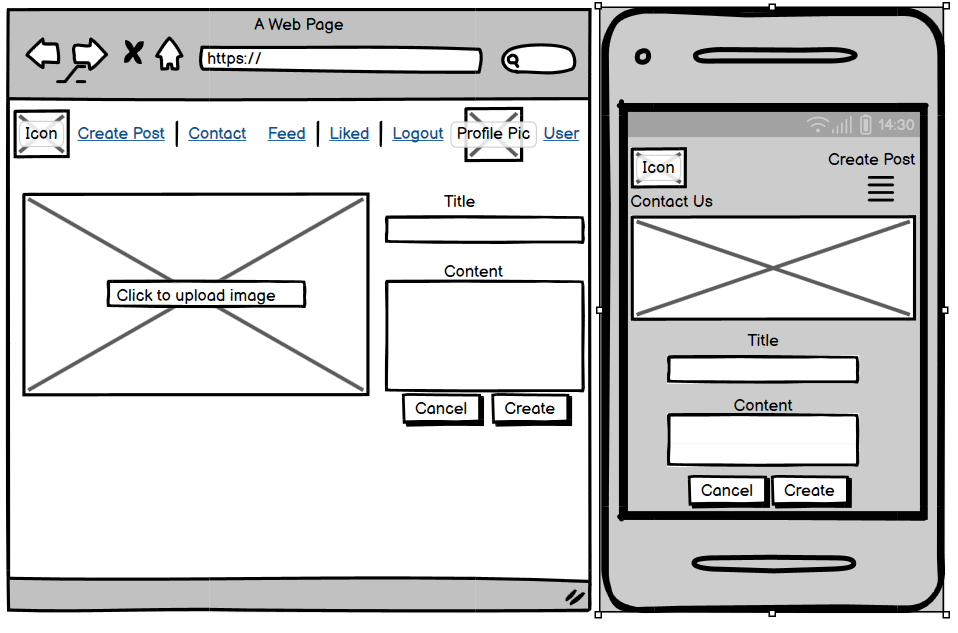 A Web Page
https://
Icon Create Post Contact Feed Liked Logout Profile Pic User
Click to upload image
Title
Content
Cancel Create
14:30
Icon Create Post
Contact Us
Title
Content
Cancel Create